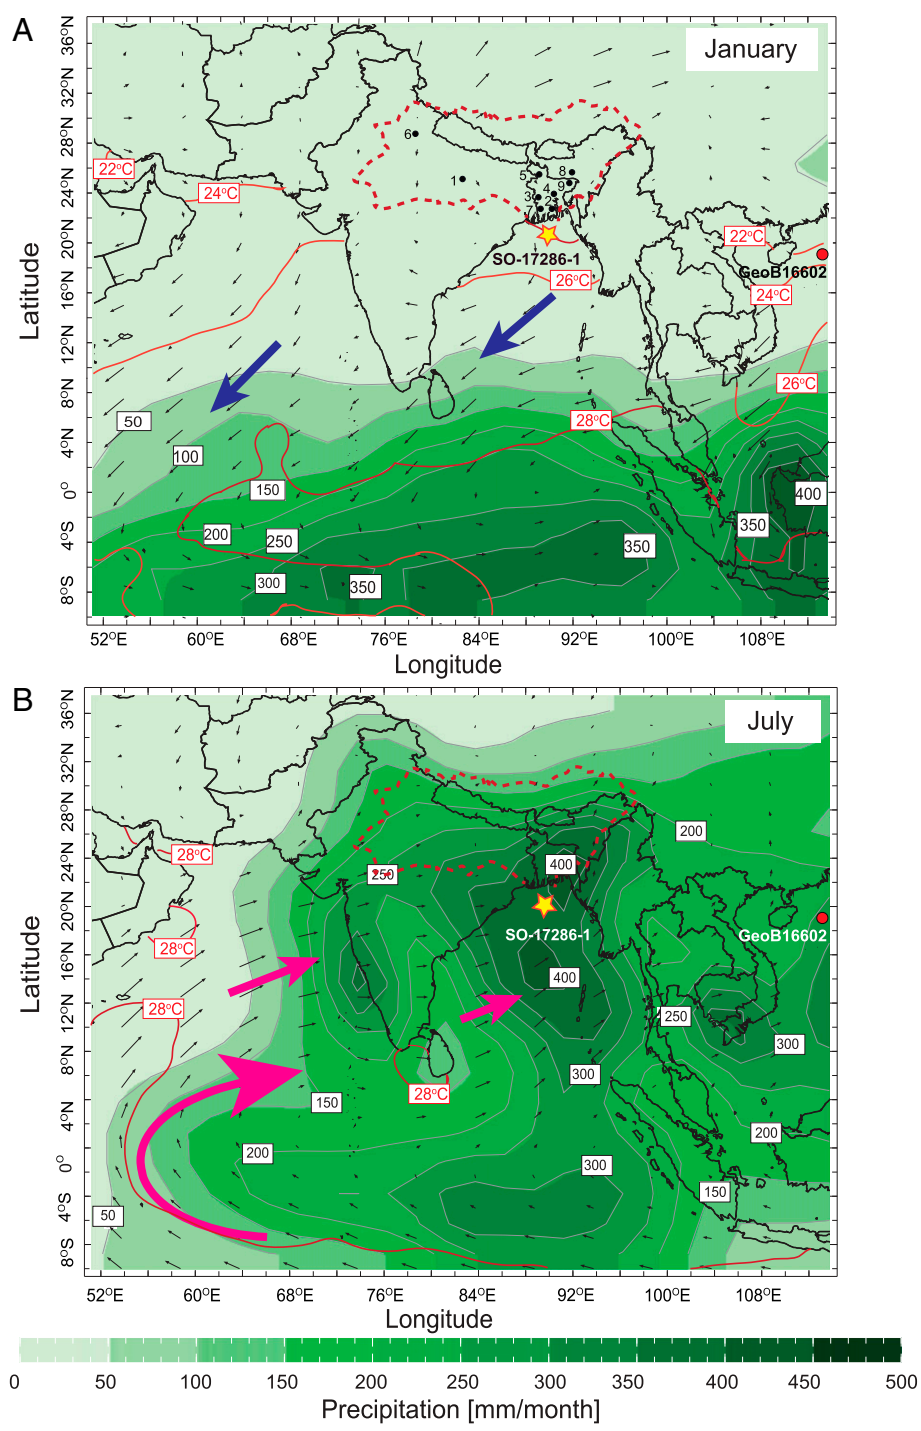 A
January
36°N
32°N
28°N
24°N
20°N
16°N
12°N
8°N
4°N
0°
4°S
8°S
Latitude
22°C
24°C
6
1
5
8
4
9
3
2
7
SO-17286-1
26°C
22°C
GeoB16602
24°C
26°C
28°C
50
100
150
200
250
300
350
350
350
400
52°E
60°E
68°E
76°E
84°E
92°E
100°E
108°E
Longitude
B
July
36°N
32°N
28°N
24°N
20°N
16°N
12°N
8°N
4°N
0°
4°S
8°S
Latitude
200
28°C
250
400
SO-17286-1
GeoB16602
28°C
400
28°C
250
300
300
28°C
150
200
200
300
150
50
52°E
60°E
68°E
76°E
84°E
92°E
100°E
108°E
Longitude
0
50
100
150
200
250
300
350
400
450
500
Precipitation [mm/month]